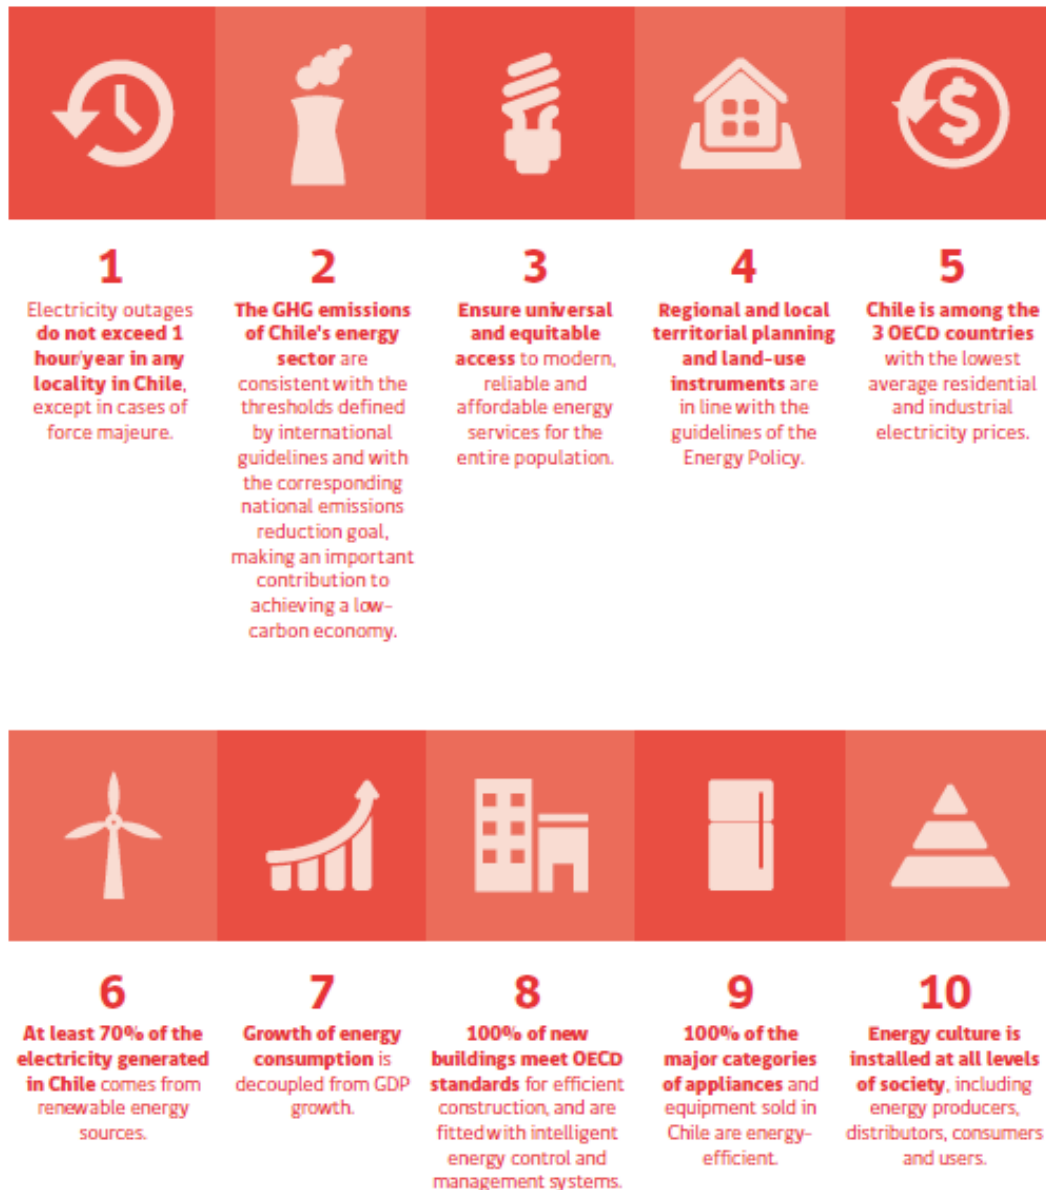 1
Electricity outages
do not exceed 1
hour/year in any
locality in Chile,
except in cases of
force majeure.
2
The GHG emissions
of Chile's energy
sector are
consistent with the
thresholds defined
by international
guidelines and with
the corresponding
national emissions
reduction goal,
making an important
contribution to
achieving a low-
carbon economy.
3
Ensure universal
and equitable
access to modern,
reliable and
affordable energy
services for the
entire population.
4
Regional and local
territorial planning
and land-use
instruments are
in line with the
guidelines of the
Energy Policy.
5
Chile is among the
3 OECD countries
with the lowest
average residential
and industrial
electricity prices.
6
At least 70% of the
electricity generated
in Chile comes from
renewable energy
sources.
7
Growth of energy
consumption is
decoupled from GDP
growth.
8
100% of new
buildings meet OECD
standards for efficient
construction, and are
fitted with intelligent
energy control and
management systems.
9
100% of the
major categories
of appliances and
equipment sold in
Chile are energy-
efficient.
10
Energy culture is
installed at all levels
of society, including
energy producers,
distributors, consumers
and users.